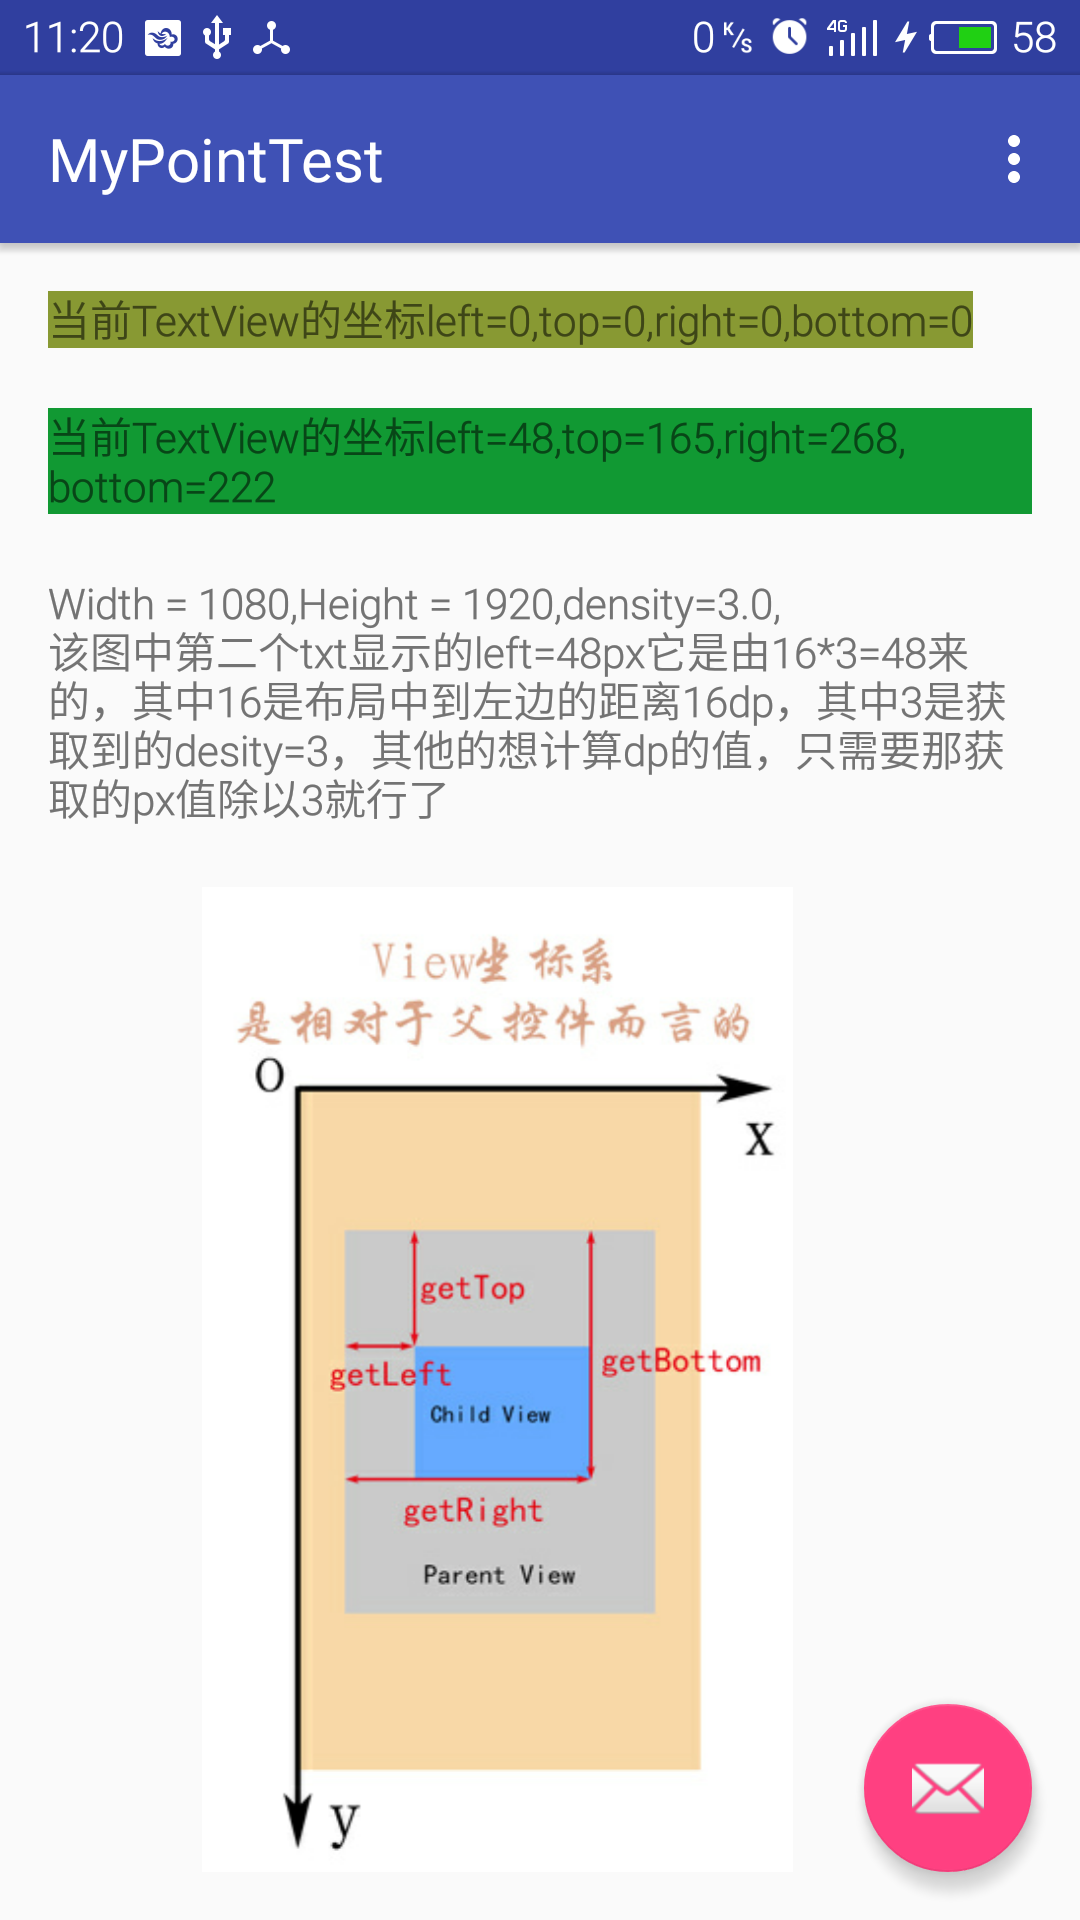 11:20 0 K/s 4G 58
MyPointTest
当前TextView的坐标left=0,top=0,right=0,bottom=0
当前TextView的坐标left=48,top=165,right=268,
bottom=222
Width = 1080,Height = 1920,density=3.0,
该图中第二个txt显示的left=48px它是由16*3=48来
的，其中16是布局中到左边的距离16dp，其中3是获
取到的desity=3，其他的想计算dp的值，只需要那获
取的px值除以3就行了
View坐标系
是相对于父控件而言的
O
X
getTop
getLeft
getBottom
Child View
getRight
Parent View
y